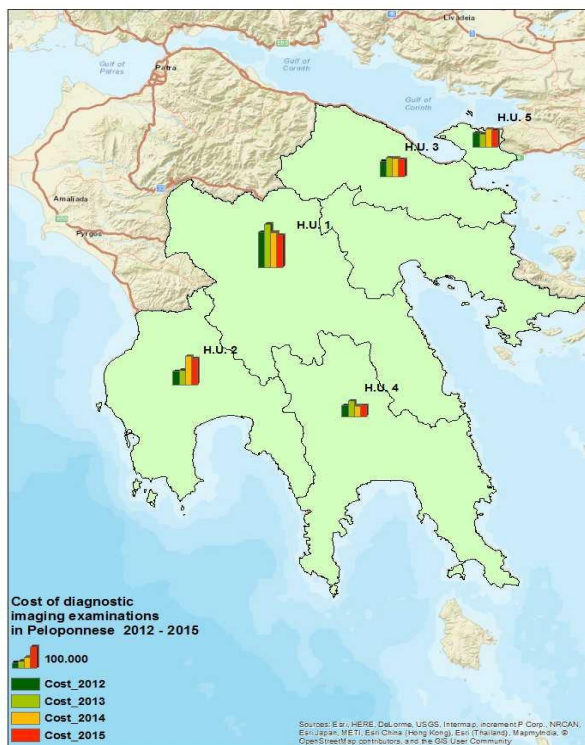 Livadeia
Gulf of
Patras
Patra
Gulf of
Corinth
Gulf of
Corinth
H.U. 5
H.U. 3
Amaliada
Pyrgos
H.U. 1
H.U. 2
H.U. 4
Cost of diagnostic
imaging examinations
in Peloponnese 2012 - 2015
100.000
Cost_2012
Cost_2013
Cost_2014
Cost_2015
Sources: Esri, HERE, DeLorme, USGS, Intermap, increment P Corp., NRCAN,
Esri Japan, METI, Esri China (Hong Kong), Esri (Thailand), MapmyIndia, ©
OpenStreetMap contributors, and the GIS User Community